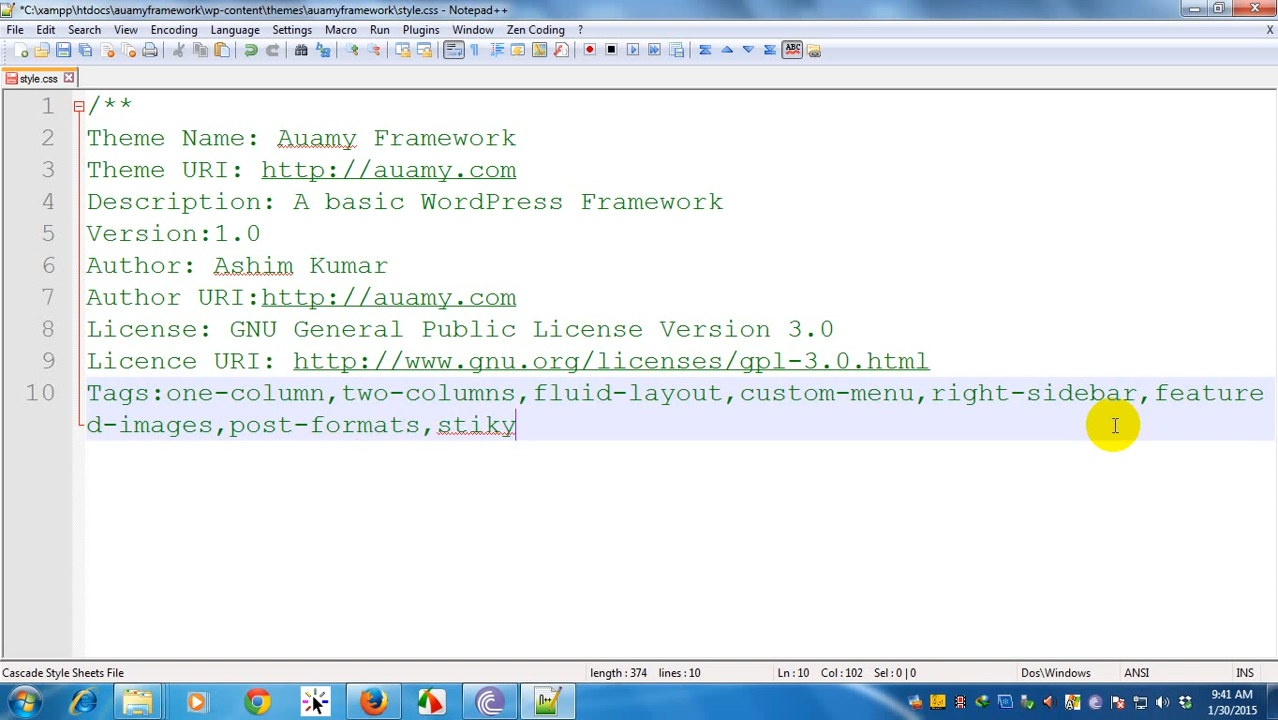 *C:\xampp\htdocs\auamyframework\wp-content\themes\auamyframework\style.css - Notepad++
File Edit Search View Encoding Language Settings Macro Run Plugins Window Zen Coding ? X
style.css
1 /**
2 Theme Name: Auamy Framework
3 Theme URI: http://auamy.com
4 Description: A basic WordPress Framework
5 Version:1.0
6 Author: Ashim Kumar
7 Author URI:http://auamy.com
8 License: GNU General Public License Version 3.0
9 Licence URI: http://www.gnu.org/licenses/gpl-3.0.html
10 Tags:one-column,two-columns,fluid-layout,custom-menu,right-sidebar,feature
d-images,post-formats,stiky
Cascade Style Sheets File length : 374 lines : 10 Ln : 10 Col : 102 Sel : 0 | 0 Dos\Windows ANSI INS
9:41 AM
1/30/2015